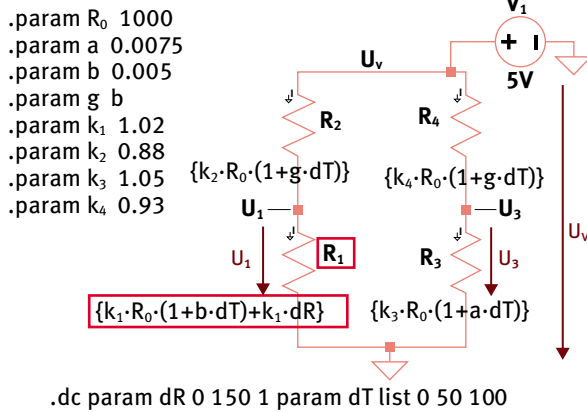 .param R₀ 1000
.param a 0.0075
.param b 0.005
.param g b
.param k₁ 1.02
.param k₂ 0.88
.param k₃ 1.05
.param k₄ 0.93
V₁
+ -
5V
Uᵥ
R₂
R₄
{k₂·R₀·(1+g·dT)}
{k₄·R₀·(1+g·dT)}
U₁
U₃
Uᵥ
U₁
R₁
R₃
U₃
{k₁·R₀·(1+b·dT)+k₁·dR}
{k₃·R₀·(1+a·dT)}
.dc param dR 0 150 1 param dT list 0 50 100